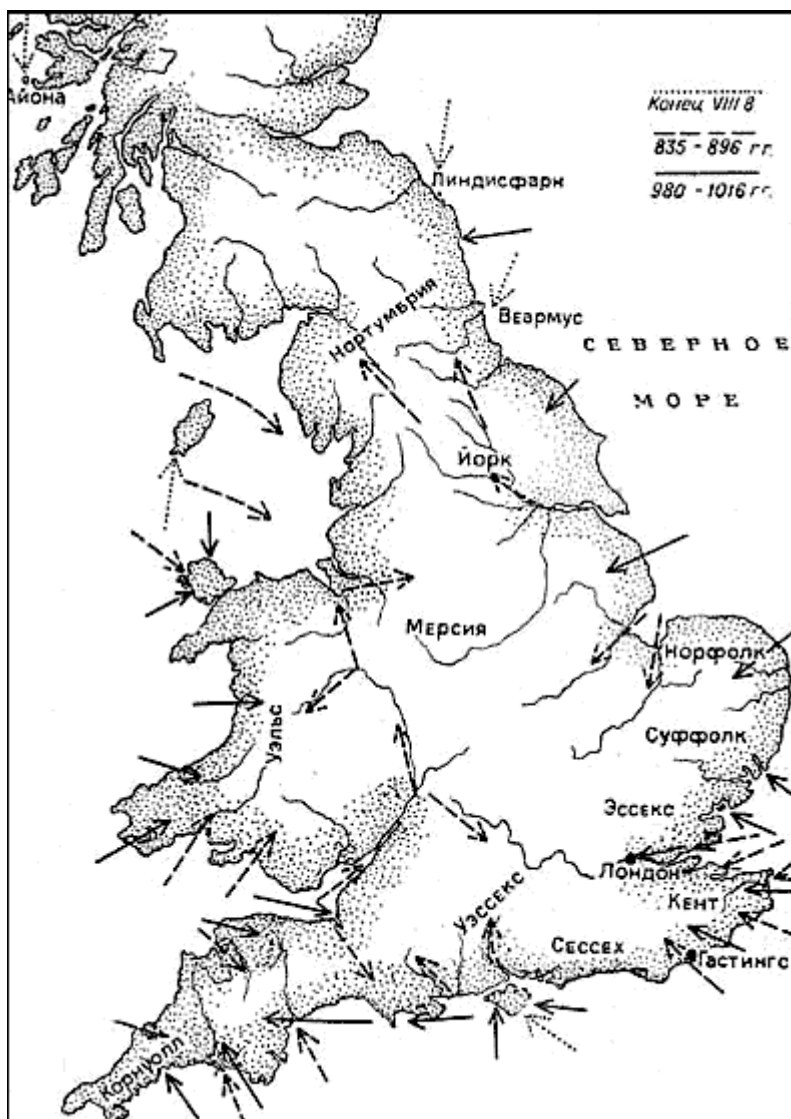 Айона
Конец VIII в
835 - 896 гг.
980 - 1016 гг.
Линдисфарн
Веармус
Нортумбрия
СЕВЕРНОЕ
МОРЕ
Йорк
Мерсия
Норфолк
Суффолк
Уэльс
Эссекс
Лондон
Кент
Уэссекс
Сессех
Гастингс
Корнуолл